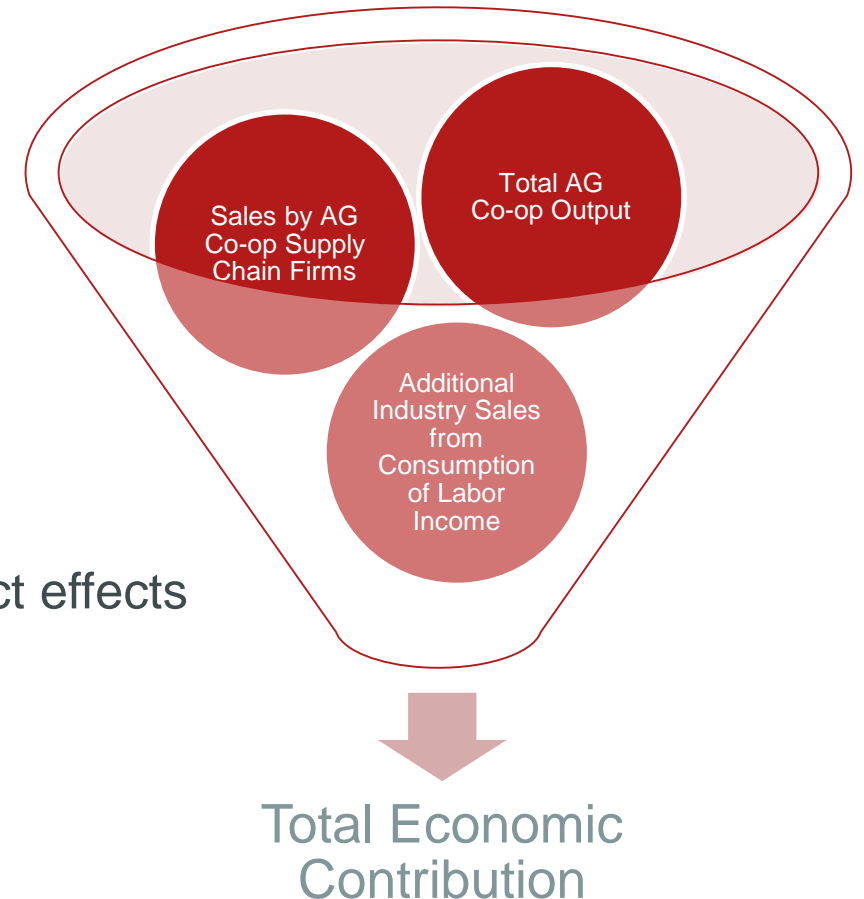 Total AG
Co-op Output
Sales by AG
Co-op Supply
Chain Firms
Additional
Industry Sales
from
Consumption
of Labor
Income
ct effects
Total Economic
Contribution